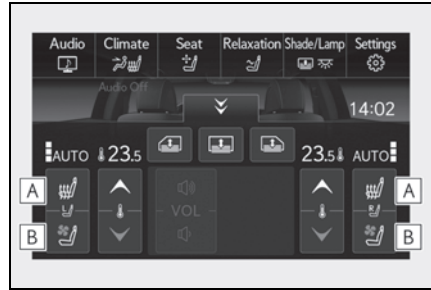 Audio Climate Seat Relaxation Shade/Lamp Settings
Audio Off
14:02
AUTO 23.5 23.5 AUTO
A A
L VOL R
B B